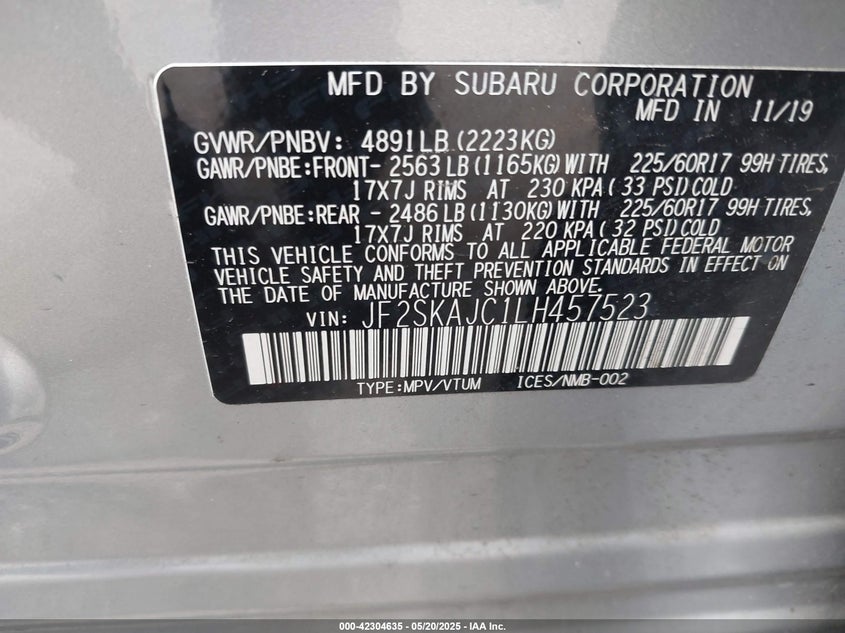 MFD BY SUBARU CORPORATION
MFD IN 11/19
GVWR/PNBV: 4891LB (2223KG)
GAWR/PNBE:FRONT- 2563LB (1165KG) WITH 225/60R17 99H TIRES,
17X7J RIMS AT 230 KPA ( 33 PSI) COLD
GAWR/PNBE:REAR - 2486LB (1130KG) WITH 225/60R17 99H TIRES,
17X7J RIMS AT 220 KPA ( 32 PSI) COLD
THIS VEHICLE CONFORMS TO ALL APPLICABLE FEDERAL MOTOR
VEHICLE SAFETY AND THEFT PREVENTION STANDARDS IN EFFECT ON
THE DATE OF MANUFACTURE SHOWN ABOVE.
VIN: JF2SKAJC1LH457523
TYPE:MPV/VTUM ICES/NMB-002
000-42304635 - 05/20/2025 - IAA Inc.